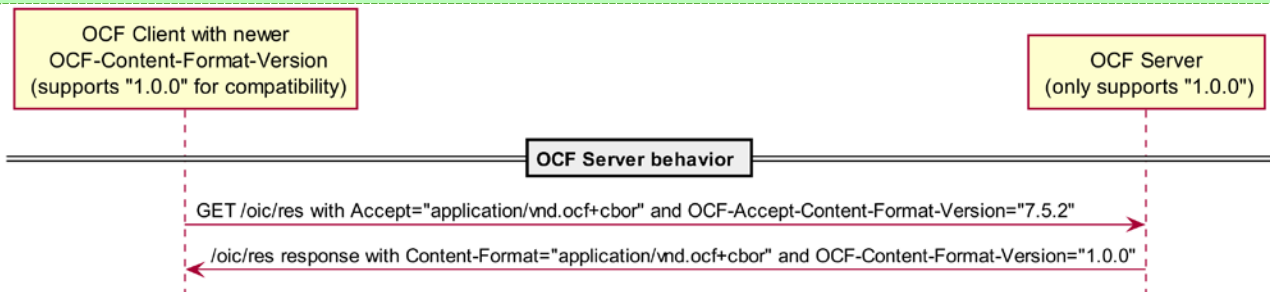 OCF Client with newer
OCF-Content-Format-Version
(supports "1.0.0" for compatibility)
OCF Server
(only supports "1.0.0")
OCF Server behavior
GET /oic/res with Accept="application/vnd.ocf+cbor" and OCF-Accept-Content-Format-Version="7.5.2"
/oic/res response with Content-Format="application/vnd.ocf+cbor" and OCF-Content-Format-Version="1.0.0"